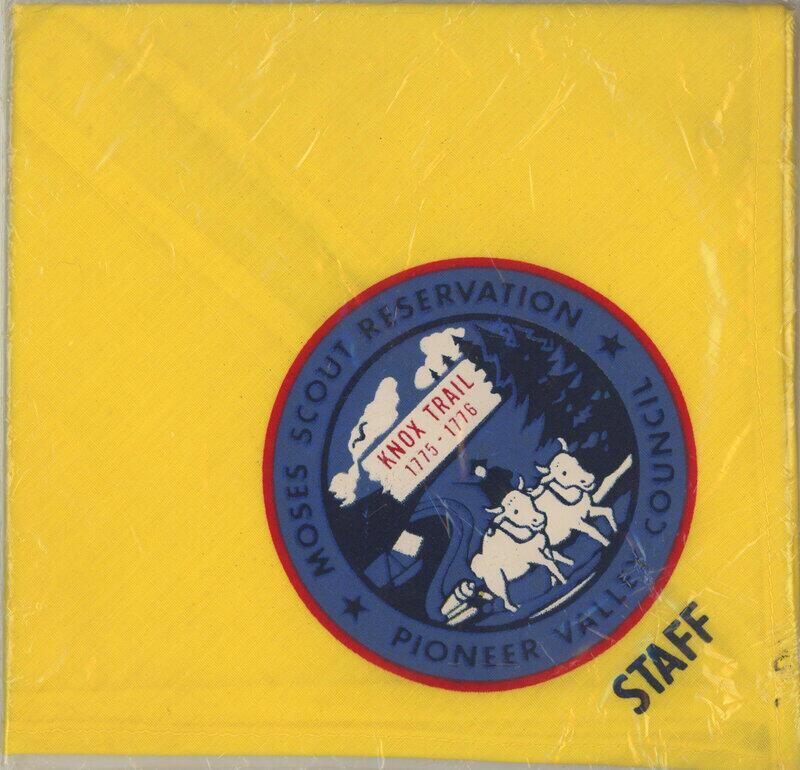 MOSES SCOUT RESERVATION
KNOX TRAIL
1775 - 1776
PIONEER VALLEY COUNCIL
STAFF